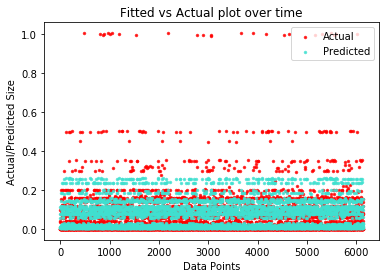 Fitted vs Actual plot over time
Actual
Predicted
1.0
0.8
0.6
0.4
0.2
0.0
Actual/Predicted Size
0 1000 2000 3000 4000 5000 6000
Data Points